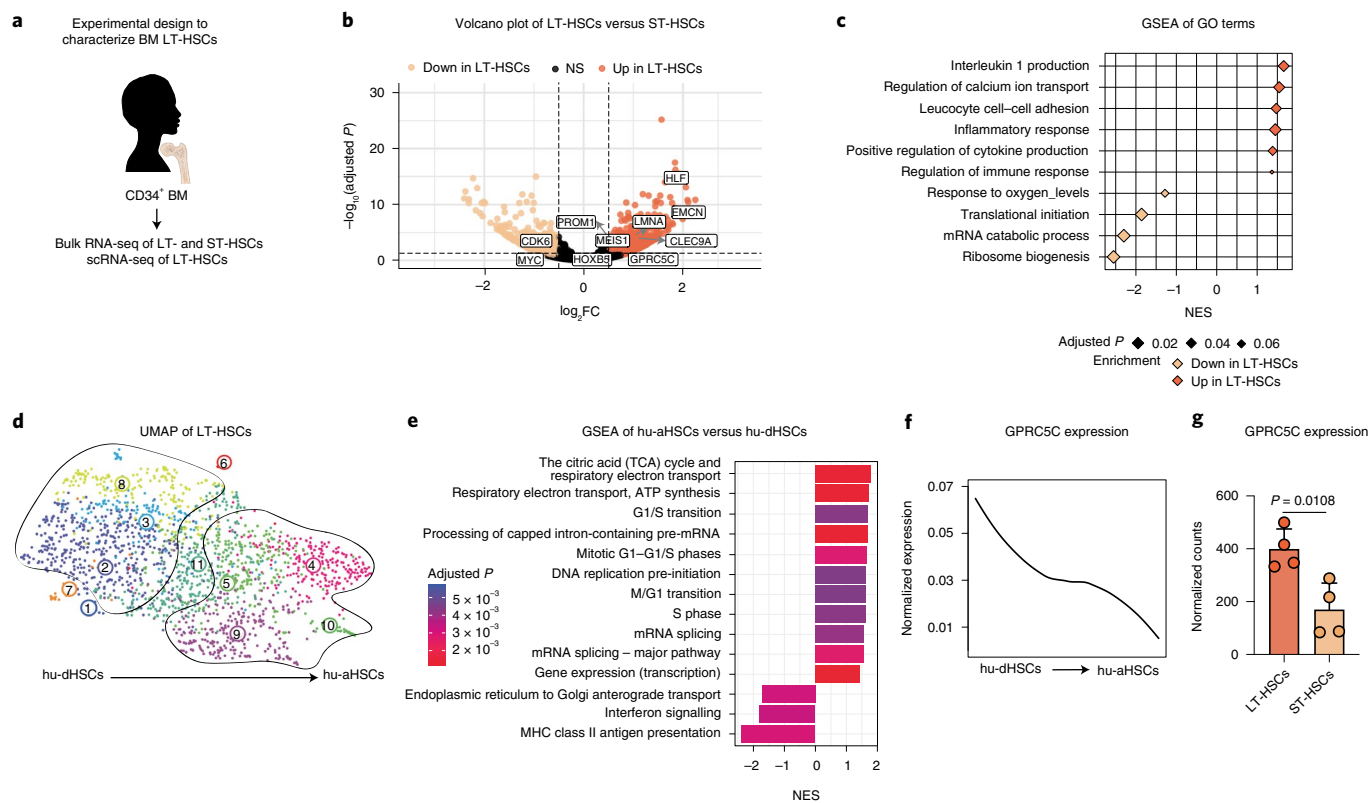 a
Experimental design to
characterize BM LT-HSCs
CD34+ BM
Bulk RNA-seq of LT- and ST-HSCs
scRNA-seq of LT-HSCs
b
Volcano plot of LT-HSCs versus ST-HSCs
Down in LT-HSCs NS Up in LT-HSCs
–log10(adjusted P)
30
20
10
0
HLF
EMCN
PROM1
LMNA
CDK6
MEIS1
CLEC9A
MYC
HOXB5
GPRC5C
–2 0 2
log2FC
c
GSEA of GO terms
Interleukin 1 production
Regulation of calcium ion transport
Leucocyte cell–cell adhesion
Inflammatory response
Positive regulation of cytokine production
Regulation of immune response
Response to oxygen_levels
Translational initiation
mRNA catabolic process
Ribosome biogenesis
–2 –1 0 1
NES
Adjusted P 0.02 0.04 0.06
Enrichment Down in LT-HSCs
Up in LT-HSCs
d
UMAP of LT-HSCs
6
8
3
11
4
2
5
7
1
9
10
hu-dHSCs hu-aHSCs
e
GSEA of hu-aHSCs versus hu-dHSCs
Adjusted P
5 × 10–3
4 × 10–3
3 × 10–3
2 × 10–3
The citric acid (TCA) cycle and
respiratory electron transport
Respiratory electron transport, ATP synthesis
G1/S transition
Processing of capped intron-containing pre-mRNA
Mitotic G1–G1/S phases
DNA replication pre-initiation
M/G1 transition
S phase
mRNA splicing
mRNA splicing – major pathway
Gene expression (transcription)
Endoplasmic reticulum to Golgi anterograde transport
Interferon signalling
MHC class II antigen presentation
–2 –1 0 1 2
NES
f
GPRC5C expression
Normalized expression
0.07
0.05
0.03
0.01
hu-dHSCs hu-aHSCs
g
GPRC5C expression
Normalized counts
600
400
200
0
P = 0.0108
LT-HSCs
ST-HSCs